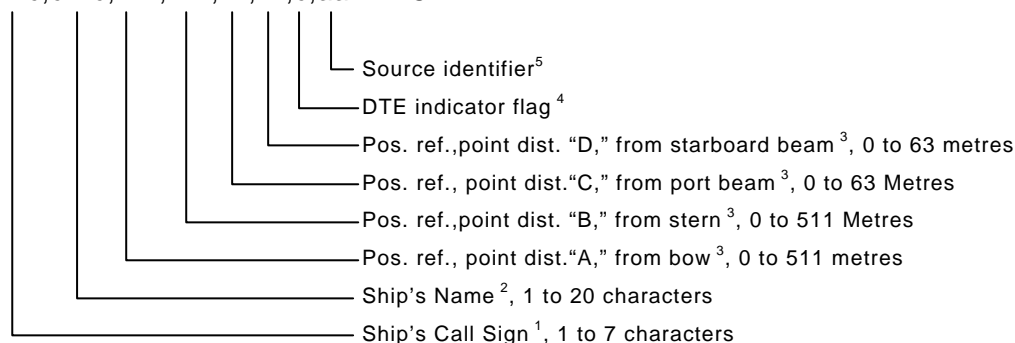 Source identifier5
DTE indicator flag 4
Pos. ref.,point dist. “D,” from starboard beam 3, 0 to 63 metres
Pos. ref., point dist.“C,” from port beam 3, 0 to 63 Metres
Pos. ref.,point dist. “B,” from stern 3, 0 to 511 Metres
Pos. ref., point dist.“A,” from bow 3, 0 to 511 metres
Ship's Name 2, 1 to 20 characters
Ship's Call Sign 1, 1 to 7 characters